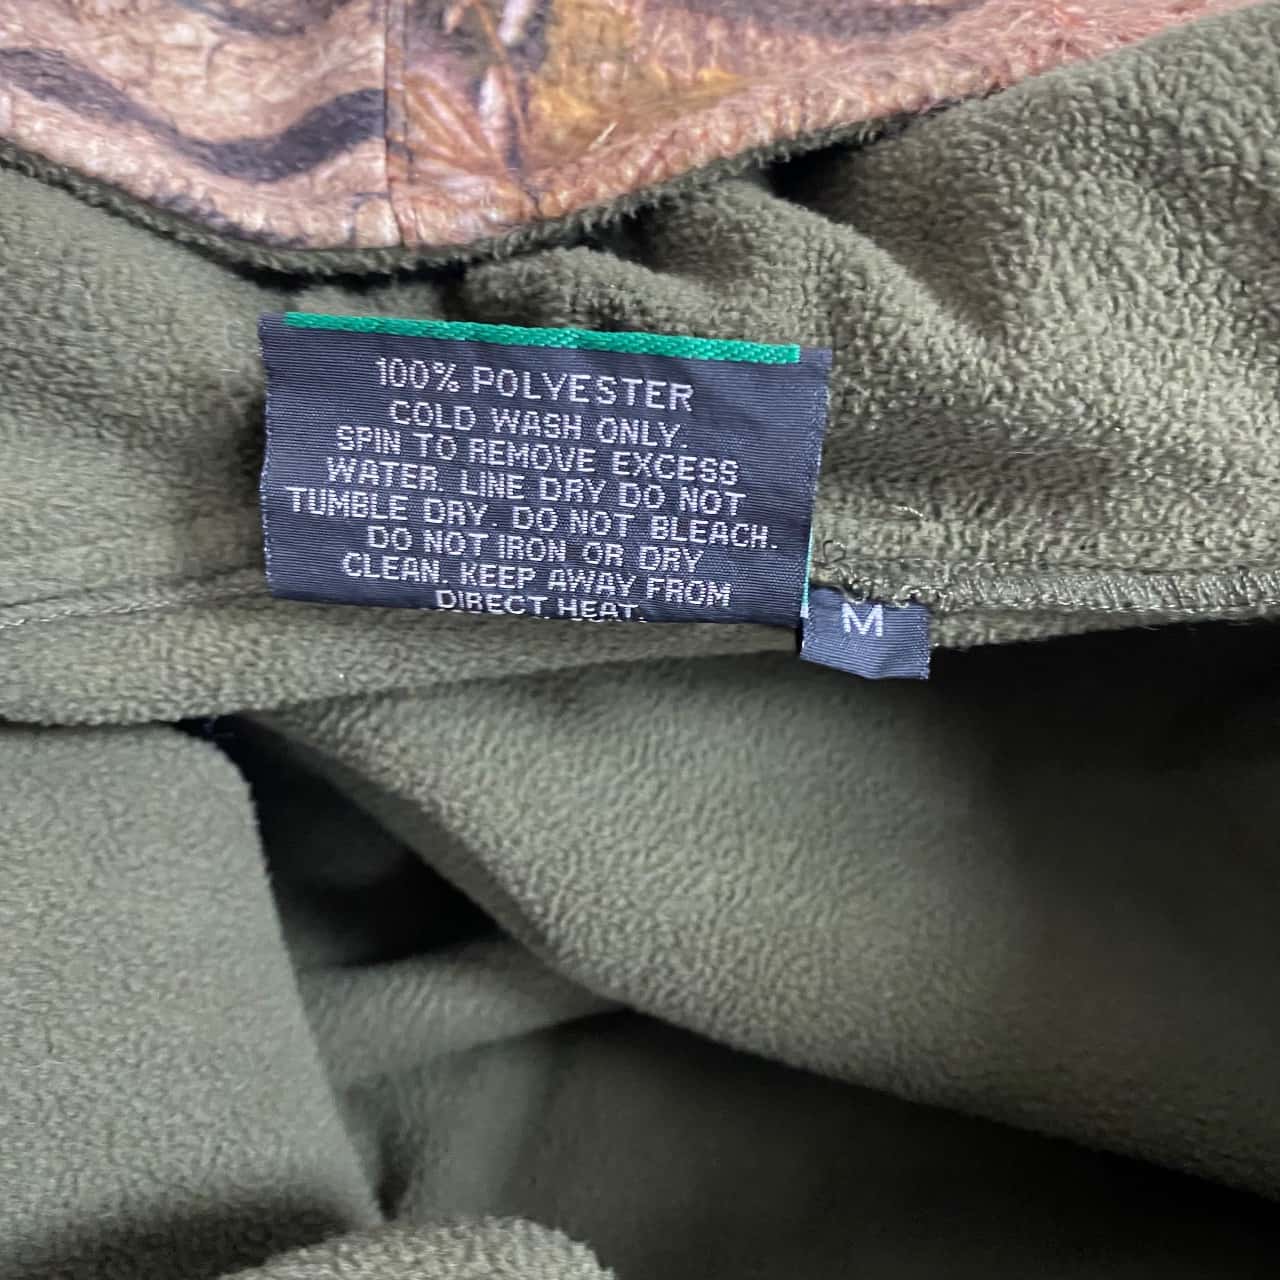 100% POLYESTER
COLD WASH ONLY.
SPIN TO REMOVE EXCESS
WATER. LINE DRY DO NOT
TUMBLE DRY. DO NOT BLEACH.
DO NOT IRON OR DRY
CLEAN. KEEP AWAY FROM
DIRECT HEAT.
M